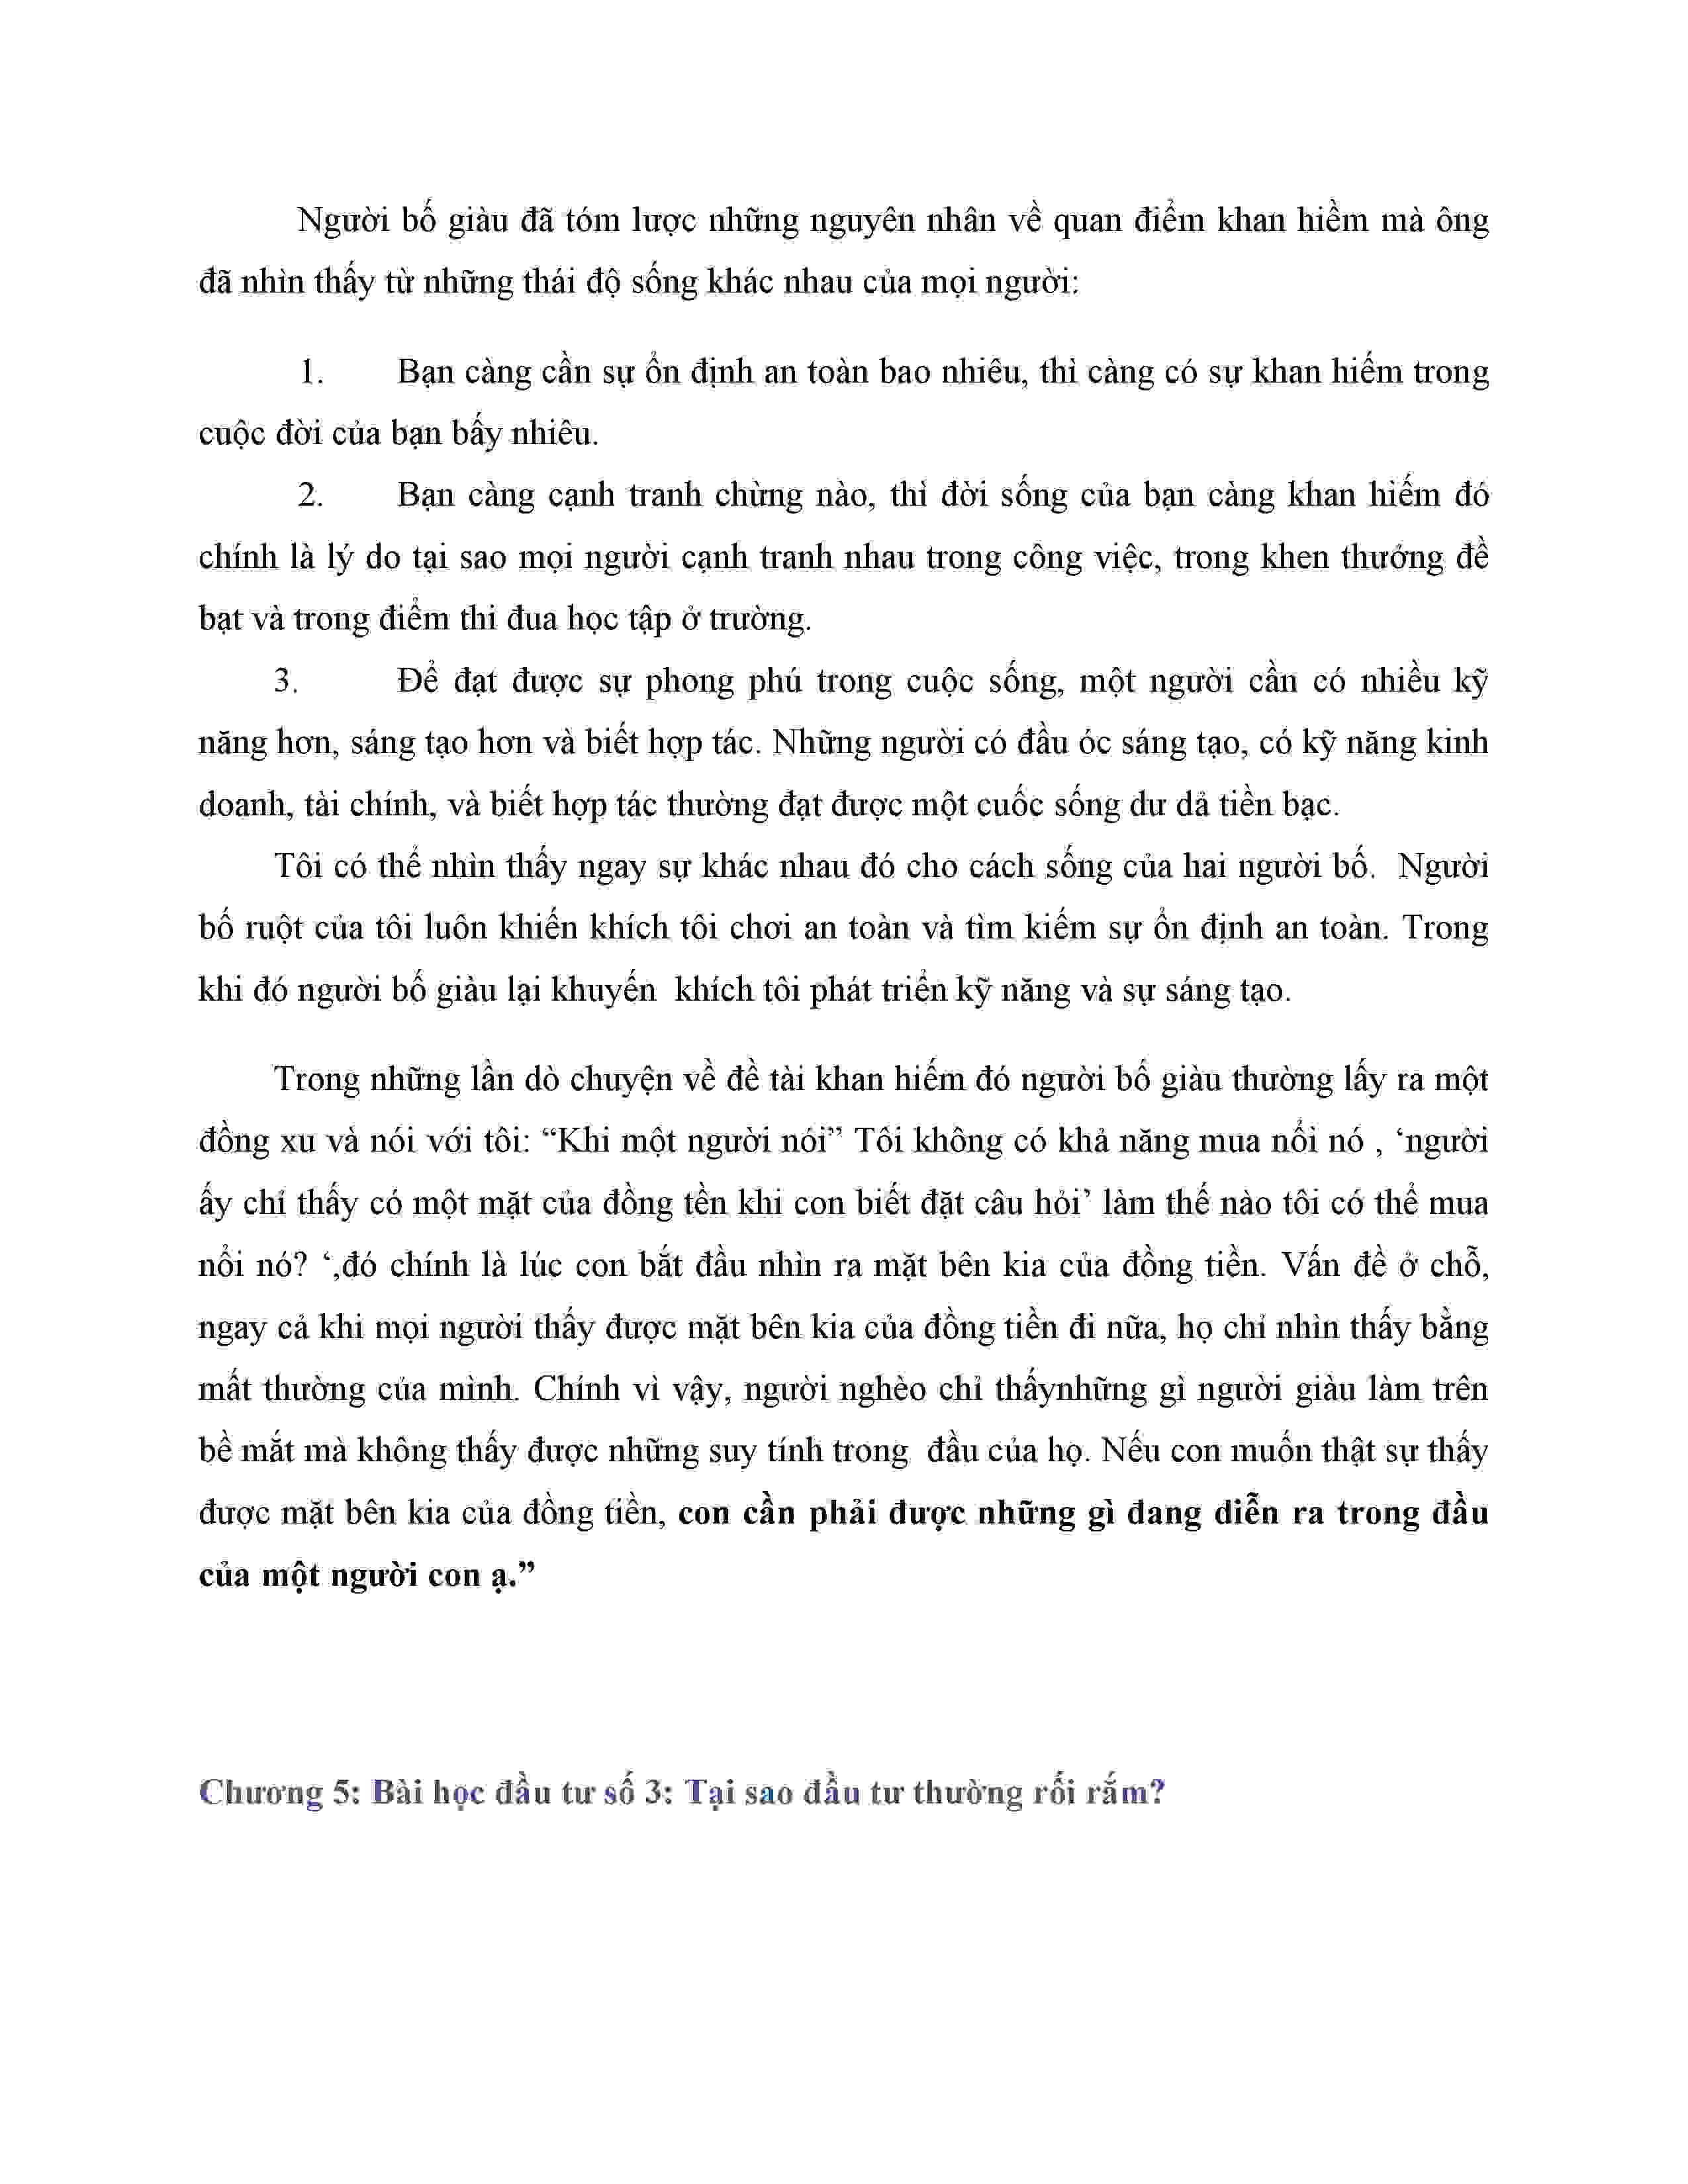 Người bố giàu đã tóm lược những nguyên nhân về quan điểm khan hiềm mà ông
đã nhìn thấy từ những thái độ sống khác nhau của mọi người:
1. Bạn càng cần sự ổn định an toàn bao nhiêu, thì càng có sự khan hiếm trong
cuộc đời của bạn bấy nhiêu.
2. Bạn càng cạnh tranh chừng nào, thì đời sống của bạn càng khan hiếm đó
chính là lý do tại sao mọi người cạnh tranh nhau trong công việc, trong khen thưởng đề
bạt và trong điểm thi đua học tập ở trường.
3. Để đạt được sự phong phú trong cuộc sống, một người cần có nhiều kỹ
năng hơn, sáng tạo hơn và biết hợp tác. Những người có đầu óc sáng tạo, có kỹ năng kinh
doanh, tài chính, và biết hợp tác thường đạt được một cuốc sống dư dả tiền bạc.
Tôi có thể nhìn thấy ngay sự khác nhau đó cho cách sống của hai người bố. Người
bố ruột của tôi luôn khiến khích tôi chơi an toàn và tìm kiếm sự ổn định an toàn. Trong
khi đó người bố giàu lại khuyến khích tôi phát triển kỹ năng và sự sáng tạo.
Trong những lần dò chuyện về đề tài khan hiếm đó người bố giàu thường lấy ra một
đồng xu và nói với tôi: “Khi một người nói” Tôi không có khả năng mua nổi nó , ‘người
ấy chỉ thấy có một mặt của đồng tền khi con biết đặt câu hỏi’ làm thế nào tôi có thể mua
nổi nó? ‘,đó chính là lúc con bắt đầu nhìn ra mặt bên kia của đồng tiền. Vấn đề ở chỗ,
ngay cả khi mọi người thấy được mặt bên kia của đồng tiền đi nữa, họ chỉ nhìn thấy bằng
mất thường của mình. Chính vì vậy, người nghèo chỉ thấynhững gì người giàu làm trên
bề mắt mà không thấy được những suy tính trong đầu của họ. Nếu con muốn thật sự thấy
được mặt bên kia của đồng tiền, con cần phải được những gì đang diễn ra trong đầu
của một người con ạ.”
Chương 5: Bài học đầu tư số 3: Tại sao đầu tư thường rối rắm?